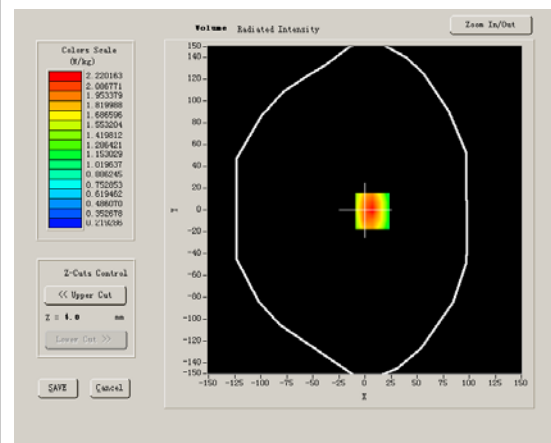 Volume Radiated Intensity
Zoom In/Out
Colors Scale
(W/kg)
2.220163
2.086771
1.953379
1.819988
1.686596
1.553204
1.419812
1.286421
1.153029
1.019637
0.886245
0.752853
0.619462
0.486070
0.352678
0.219286
Z-Cuts Control
<< Upper Cut
Z = 4.0 mm
Lower Cut >>
SAVE
Cancel
150
140
120
100
80
60
40
20
0
-20
-40
-60
-80
-100
-120
-140
-150
Y
-150 -125 -100 -75 -50 -25 0 25 50 75 100 125 150
X